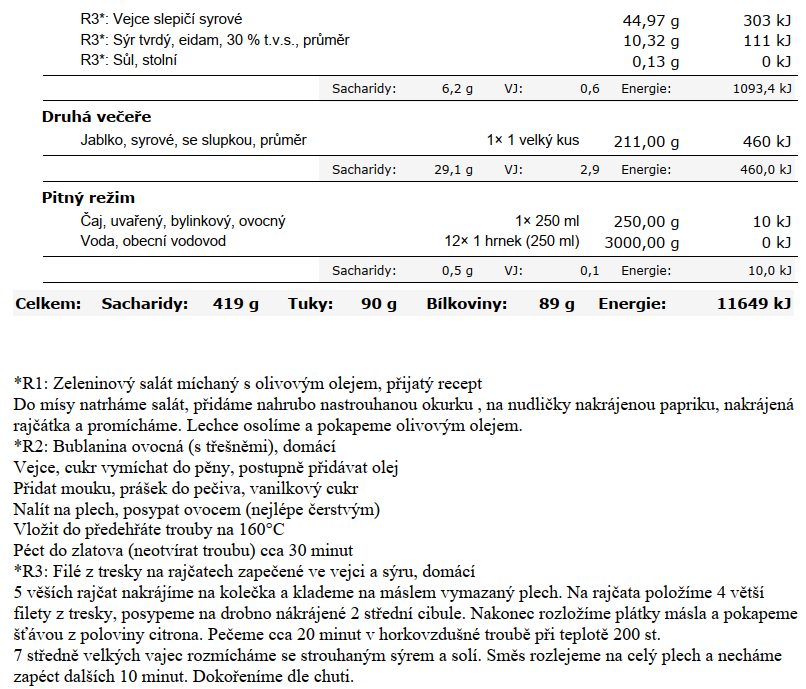 R3*: Vejce slepičí syrové 44,97 g 303 kJ
R3*: Sýr tvrdý, eidam, 30 % t.v.s., průměr 10,32 g 111 kJ
R3*: Sůl, stolní 0,13 g 0 kJ
Sacharidy: 6,2 g VJ: 0,6 Energie: 1093,4 kJ
Druhá večeře
Jablko, syrové, se slupkou, průměr 1× 1 velký kus 211,00 g 460 kJ
Sacharidy: 29,1 g VJ: 2,9 Energie: 460,0 kJ
Pitný režim
Čaj, uvařený, bylinkový, ovocný 1× 250 ml 250,00 g 10 kJ
Voda, obecní vodovod 12× 1 hrnek (250 ml) 3000,00 g 0 kJ
Sacharidy: 0,5 g VJ: 0,1 Energie: 10,0 kJ
Celkem: Sacharidy: 419 g Tuky: 90 g Bílkoviny: 89 g Energie: 11649 kJ
*R1: Zeleninový salát míchaný s olivovým olejem, přijatý recept
Do mísy natrháme salát, přidáme nahrubo nastrouhanou okurku , na nudličky nakrájenou papriku, nakrájená
rajčátka a promícháme. Lechce osolíme a pokapeme olivovým olejem.
*R2: Bublanina ovocná (s třešněmi), domácí
Vejce, cukr vymíchat do pěny, postupně přidávat olej
Přidat mouku, prášek do pečiva, vanilkový cukr
Nalít na plech, posypat ovocem (nejlépe čerstvým)
Vložit do předehřáte trouby na 160°C
Péct do zlatova (neotvírat troubu) cca 30 minut
*R3: Filé z tresky na rajčatech zapečené ve vejci a sýru, domácí
5 věších rajčat nakrájíme na kolečka a klademe na máslem vymazaný plech. Na rajčata položíme 4 větší
filety z tresky, posypeme na drobno nakrájené 2 střední cibule. Nakonec rozložíme plátky másla a pokapeme
šťávou z poloviny citrona. Pečeme cca 20 minut v horkovzdušné troubě při teplotě 200 st.
7 středně velkých vajec rozmícháme se strouhaným sýrem a solí. Směs rozlejeme na celý plech a necháme
zapéct dalších 10 minut. Dokořeníme dle chuti.